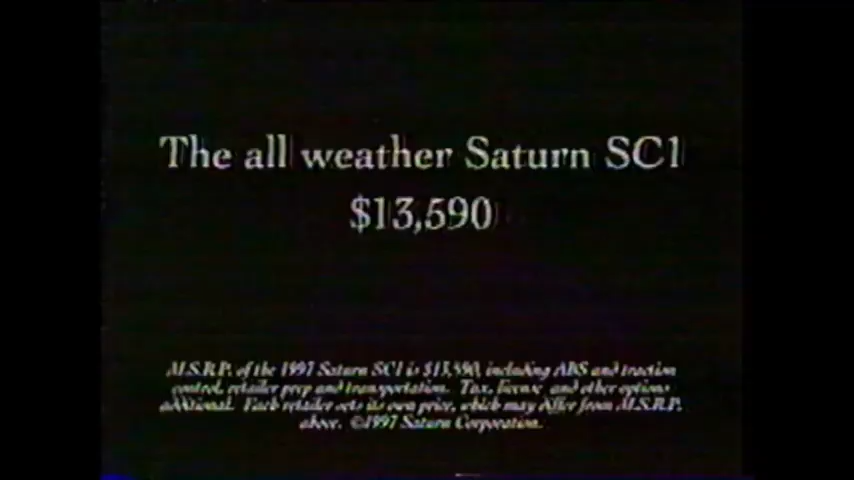 The all weather Saturn SC1
$13,590
M.S.R.P. of the 1997 Saturn SC1 is $13,590, including ABS and traction
control, retailer prep and transportation. Tax, license and other options
additional. Each retailer sets its own price, which may differ from M.S.R.P.
above. ©1997 Saturn Corporation.